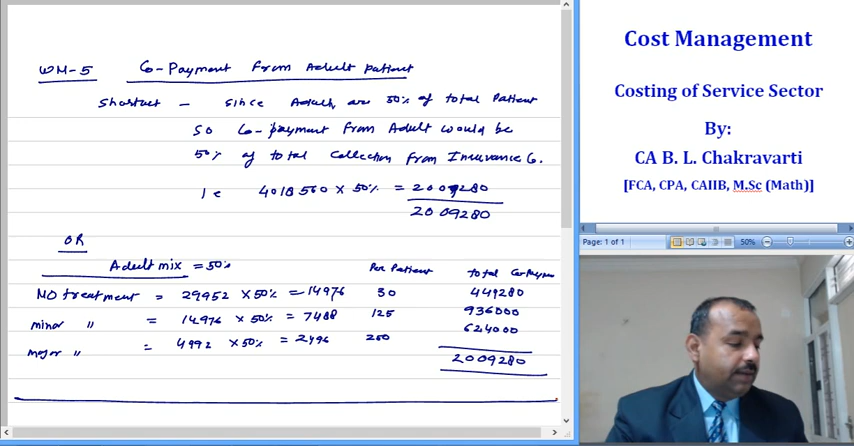 WN-5 Co-Payment From Adult patient
Shortcut - Since Adult, are 50% of total Patient
So Co-payment From Adult would be
50% of total Collection From Insurance Co.
I e 4018560 X 50% = 2009280
2009280
OR
Adult mix = 50%
Per Patient total Co-Paymen
NO treatment = 29952 X 50% = 14976 30 449280
minor " = 14976 X 50% = 7488 125 936000
major " = 4992 X 50% = 2496 250 624000
2009280
Cost Management
Costing of Service Sector
By:
CA B. L. Chakravarti
[FCA, CPA, CAIIB, M.Sc (Math)]
Page: 1 of 1 50%